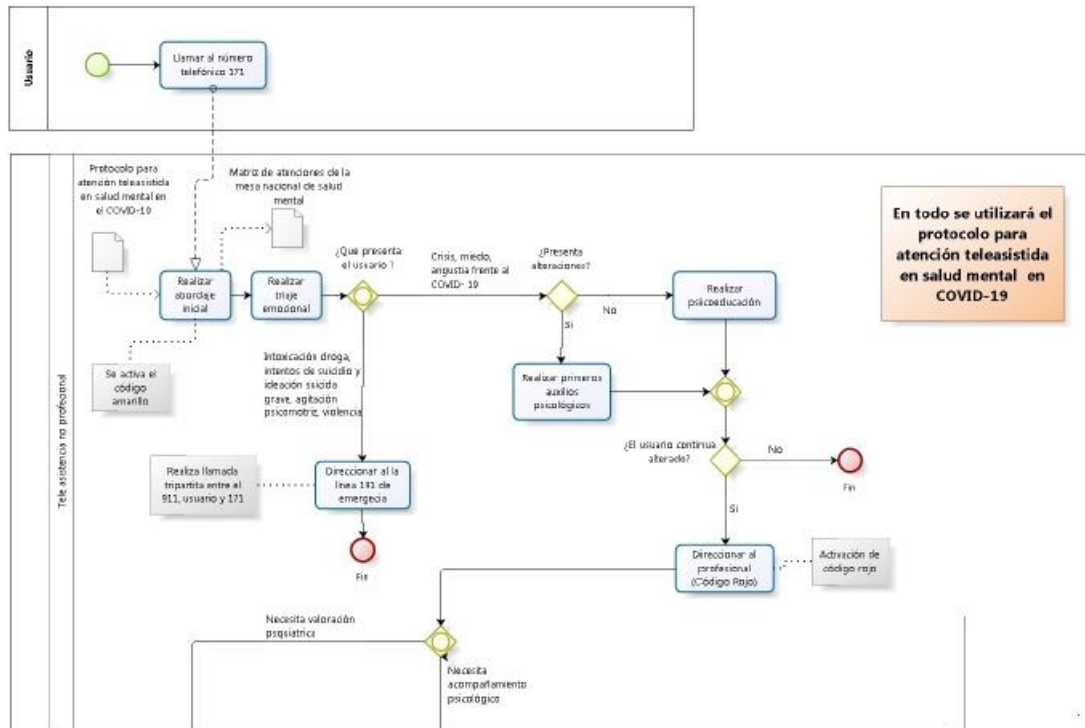 Usuario
Llamar al número
telefónico 171
Tele asistencia no profecional
Protocolo para
atención teleasistida
en salud mental en
el COVID-19
Matriz de atenciones de la
mesa nacional de salud
mental
Realizar
abordaje
inicial
Realizar
triaje
emocional
¿Que presenta
el usuario ?
Crisis, miedo,
angustia frente al
COVID- 19
¿Presenta
alteraciones?
No
Si
Realizar
psicoeducación
En todo se utilizará el
protocolo para
atención teleasistida
en salud mental en
COVID-19
Se activa el
código
amarillo
Intoxicación droga,
intentos de suicidio y
ideación suicida
grave, agitación
psicomotriz, violencia
Realizar primeros
auxilios
psicológicos
¿El usuario continua
alterado?
No
Fin
Si
Realiza llamada
tripartita entre el
911, usuario y 171
Direccionar al la
línea 191 de
emergecia
Fin
Direccionar al
profesional
(Código Rojo)
Activación de
código rojo
Necesita valoración
psquiatrica
Necesita
acompañamiento
psicológico